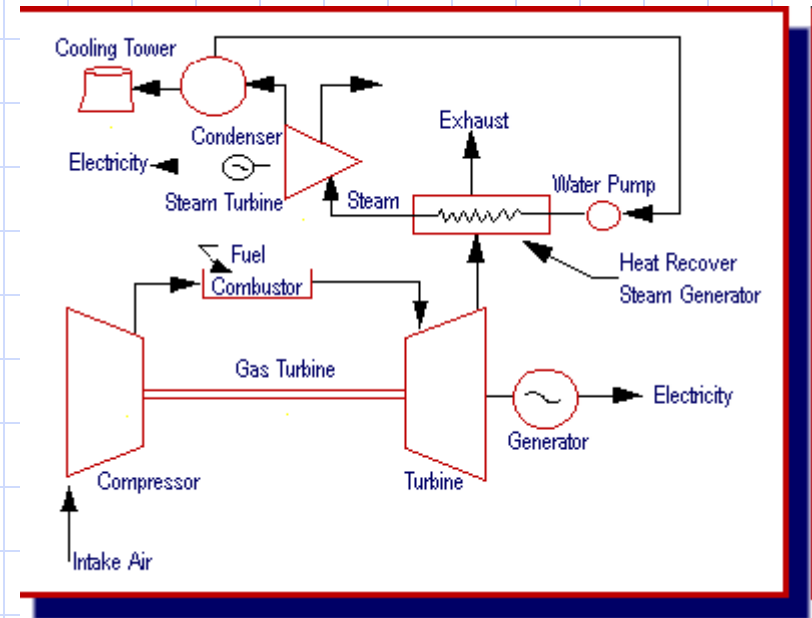 Cooling Tower
Condenser
Exhaust
Electricity
Water Pump
Steam Turbine
Steam
Fuel
Combustor
Heat Recover
Steam Generator
Gas Turbine
Electricity
Generator
Compressor
Turbine
Intake Air